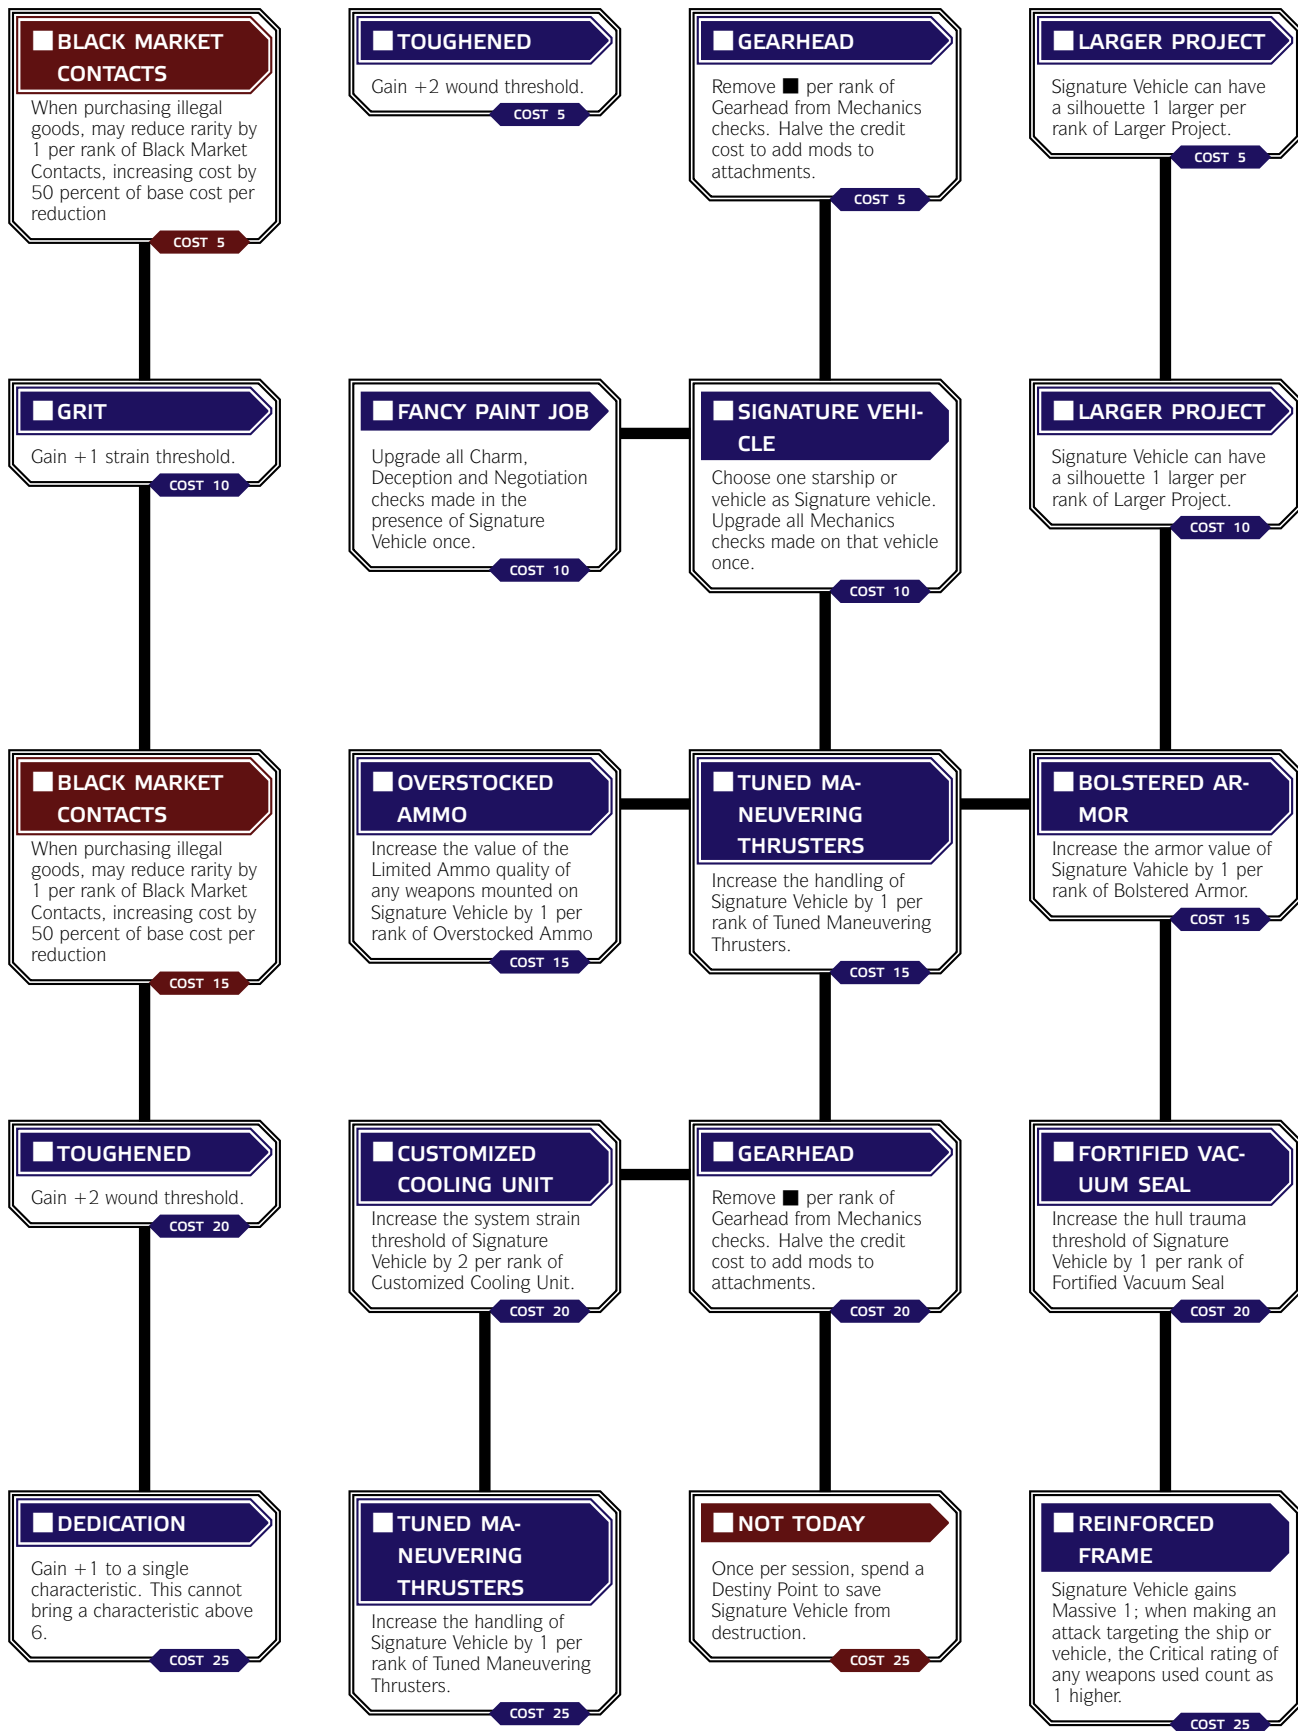 BLACK MARKET
CONTACTS
When purchasing illegal
goods, may reduce rarity by
1 per rank of Black Market
Contacts, increasing cost by
50 percent of base cost per
reduction
COST 5
TOUGHENED
Gain +2 wound threshold.
COST 5
GEARHEAD
Remove ■ per rank of
Gearhead from Mechanics
checks. Halve the credit
cost to add mods to
attachments.
COST 5
LARGER PROJECT
Signature Vehicle can have
a silhouette 1 larger per
rank of Larger Project.
COST 5
GRIT
Gain +1 strain threshold.
COST 10
FANCY PAINT JOB
Upgrade all Charm,
Deception and Negotiation
checks made in the
presence of Signature
Vehicle once.
COST 10
SIGNATURE VEHI-
CLE
Choose one starship or
vehicle as Signature vehicle.
Upgrade all Mechanics
checks made on that vehicle
once.
COST 10
LARGER PROJECT
Signature Vehicle can have
a silhouette 1 larger per
rank of Larger Project.
COST 10
BLACK MARKET
CONTACTS
When purchasing illegal
goods, may reduce rarity by
1 per rank of Black Market
Contacts, increasing cost by
50 percent of base cost per
reduction
COST 15
OVERSTOCKED
AMMO
Increase the value of the
Limited Ammo quality of
any weapons mounted on
Signature Vehicle by 1 per
rank of Overstocked Ammo
COST 15
TUNED MA-
NEUVERING
THRUSTERS
Increase the handling of
Signature Vehicle by 1 per
rank of Tuned Maneuvering
Thrusters.
COST 15
BOLSTERED AR-
MOR
Increase the armor value of
Signature Vahicle by 1 per
rank of Bolstered Armor.
COST 15
TOUGHENED
Gain +2 wound threshold.
COST 20
CUSTOMIZED
COOLING UNIT
Increase the system strain
threshold of Signature
Vehicle by 2 per rank of
Customized Cooling Unit.
COST 20
GEARHEAD
Remove ■ per rank of
Gearhead from Mechanics
checks. Halve the credit
cost to add mods to
attachments.
COST 20
FORTIFIED VAC-
UUM SEAL
Increase the hull trauma
threshold of Signature
Vehicle by 1 per rank of
Fortified Vacuum Seal
COST 20
DEDICATION
Gain +1 to a single
characteristic. This cannot
bring a characteristic above
6.
COST 25
TUNED MA-
NEUVERING
THRUSTERS
Increase the handling of
Signature Vehicle by 1 per
rank of Tuned Maneuvering
Thrusters.
COST 25
NOT TODAY
Once per session, spend a
Destiny Point to save
Signature Vehicle from
destruction.
COST 25
REINFORCED
FRAME
Signature Vehicle gains
Massive 1; when making an
attack targeting the ship or
vehicle, the Critical rating of
any weapons used count as
1 higher.
COST 25